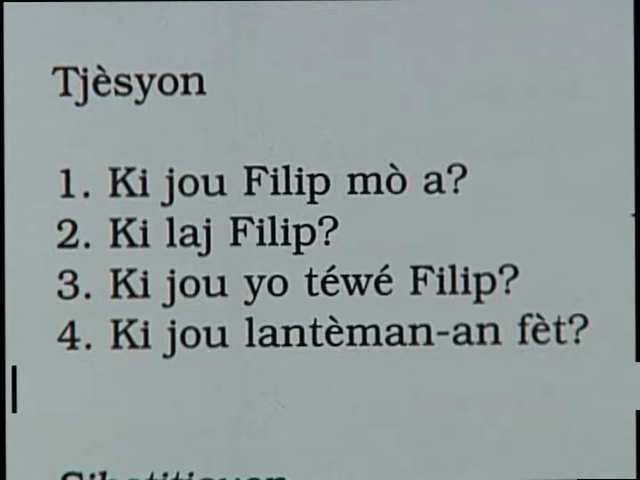 Tjèsyon
1. Ki jou Filip mò a?
2. Ki laj Filip?
3. Ki jou yo téwé Filip?
4. Ki jou lantèman-an fèt?